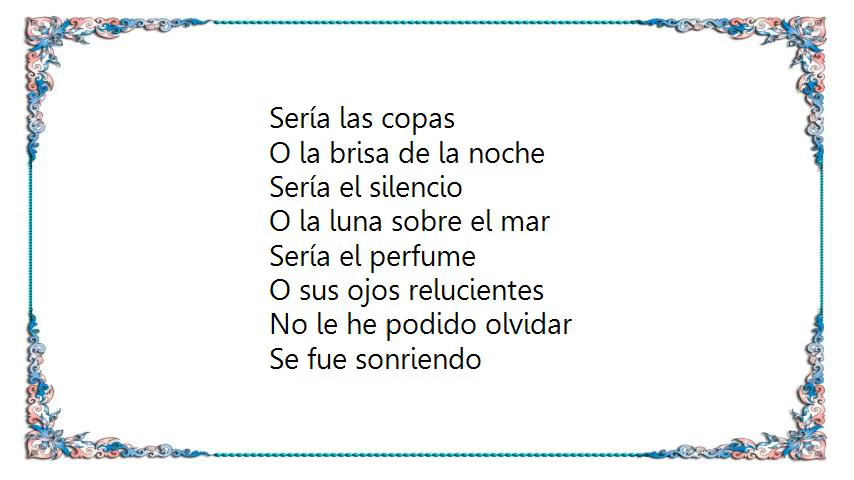 Sería las copas
O la brisa de la noche
Sería el silencio
O la luna sobre el mar
Sería el perfume
O sus ojos relucientes
No le he podido olvidar
Se fue sonriendo